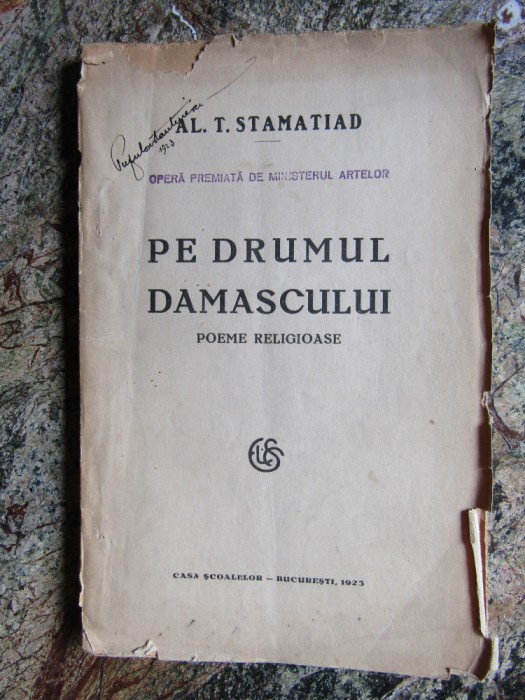 1923
AL. T. STAMATIAD
OPERĂ PREMIATĂ DE MINISTERUL ARTELOR
PE DRUMUL
DAMASCULUI
POEME RELIGIOASE
CASA ȘCOALELOR — BUCUREȘTI, 1923